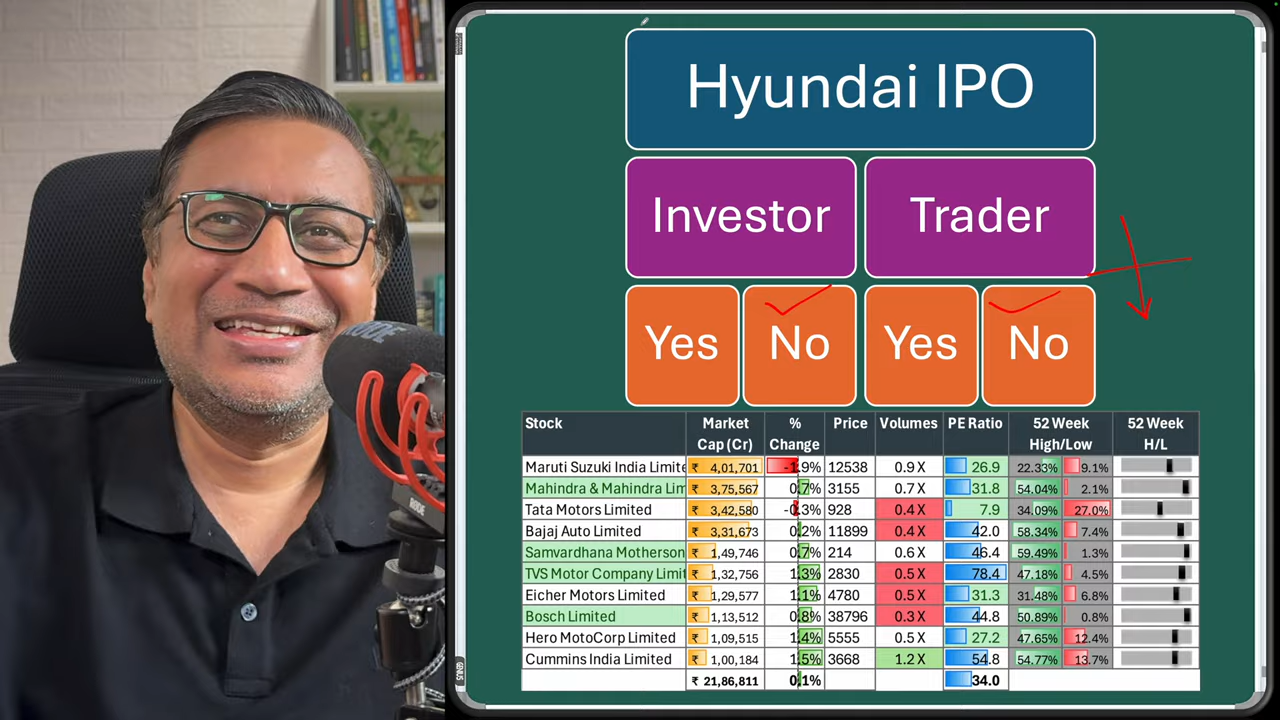 Hyundai IPO
Investor Trader
Yes No Yes No
Stock Market Cap (Cr) % Change Price Volumes PE Ratio 52 Week High/Low 52 Week H/L
Maruti Suzuki India Limite ₹ 4,01,701 -1.9% 12538 0.9 X 26.9 22.33% 9.1%
Mahindra & Mahindra Lim ₹ 3,75,567 0.7% 3155 0.7 X 31.8 54.04% 2.1%
Tata Motors Limited ₹ 3,42,580 -0.3% 928 0.4 X 7.9 34.09% 27.0%
Bajaj Auto Limited ₹ 3,31,673 0.2% 11899 0.4 X 42.0 58.34% 7.4%
Samvardhana Motherson ₹ 1,49,746 0.7% 214 0.6 X 46.4 59.49% 1.3%
TVS Motor Company Limit ₹ 1,32,756 1.3% 2830 0.5 X 78.4 47.18% 4.5%
Eicher Motors Limited ₹ 1,29,577 1.1% 4780 0.5 X 31.3 31.48% 6.8%
Bosch Limited ₹ 1,13,512 0.8% 38796 0.3 X 44.8 50.89% 0.8%
Hero MotoCorp Limited ₹ 1,09,515 1.4% 5555 0.5 X 27.2 47.65% 12.4%
Cummins India Limited ₹ 1,00,184 1.5% 3668 1.2 X 54.8 54.77% 13.7%
₹ 21,86,811 0.1% 34.0
RODE